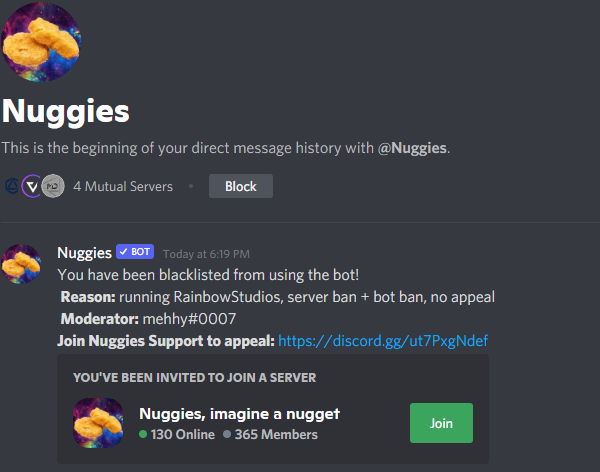 Nuggies
This is the beginning of your direct message history with @Nuggies.
4 Mutual Servers • Block
Nuggies BOT Today at 6:19 PM
You have been blacklisted from using the bot!
Reason: running RainbowStudios, server ban + bot ban, no appeal
Moderator: mehhy#0007
Join Nuggies Support to appeal: https://discord.gg/ut7PxgNdef
YOU'VE BEEN INVITED TO JOIN A SERVER
Nuggies, imagine a nugget
130 Online 365 Members
Join